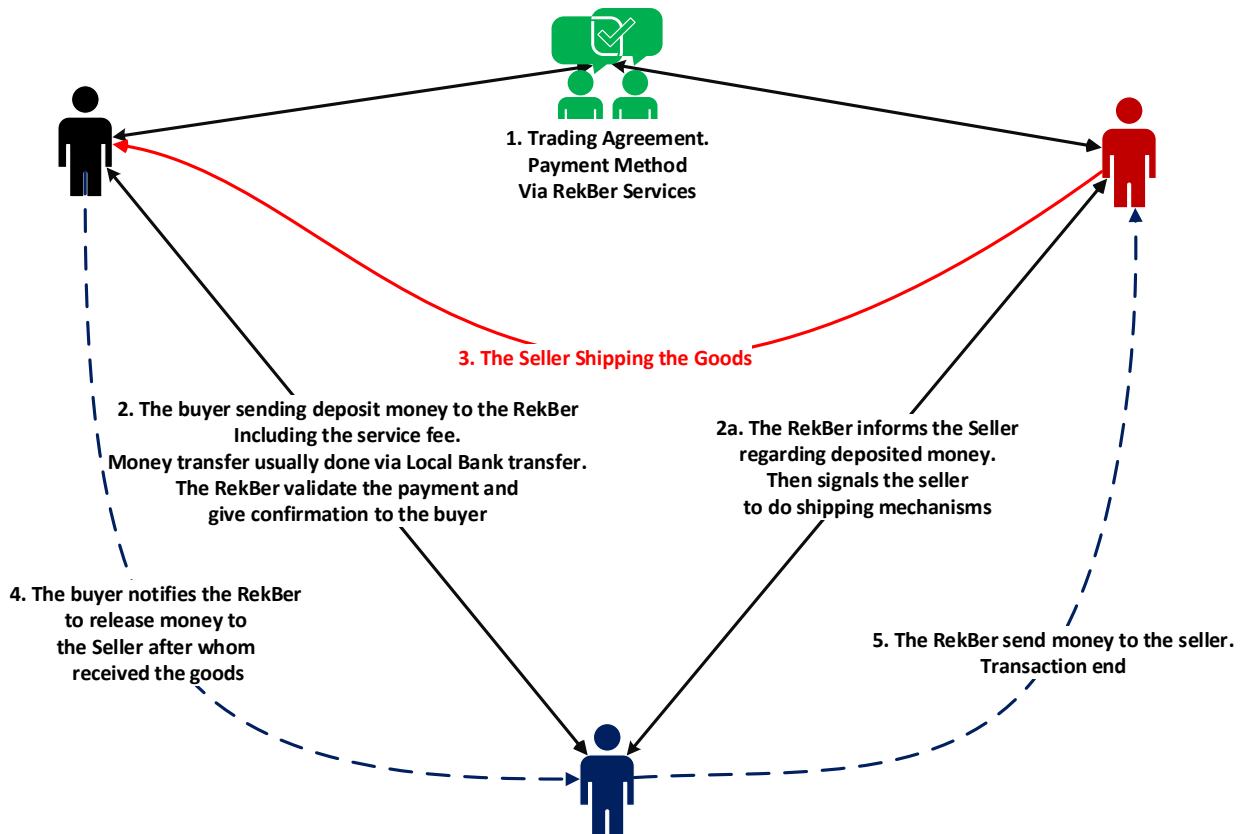 1. Trading Agreement.
Payment Method
Via RekBer Services
3. The Seller Shipping the Goods
2. The buyer sending deposit money to the RekBer
Including the service fee.
Money transfer usually done via Local Bank transfer.
The RekBer validate the payment and
give confirmation to the buyer
2a. The RekBer informs the Seller
regarding deposited money.
Then signals the seller
to do shipping mechanisms
4. The buyer notifies the RekBer
to release money to
the Seller after whom
received the goods
5. The RekBer send money to the seller.
Transaction end